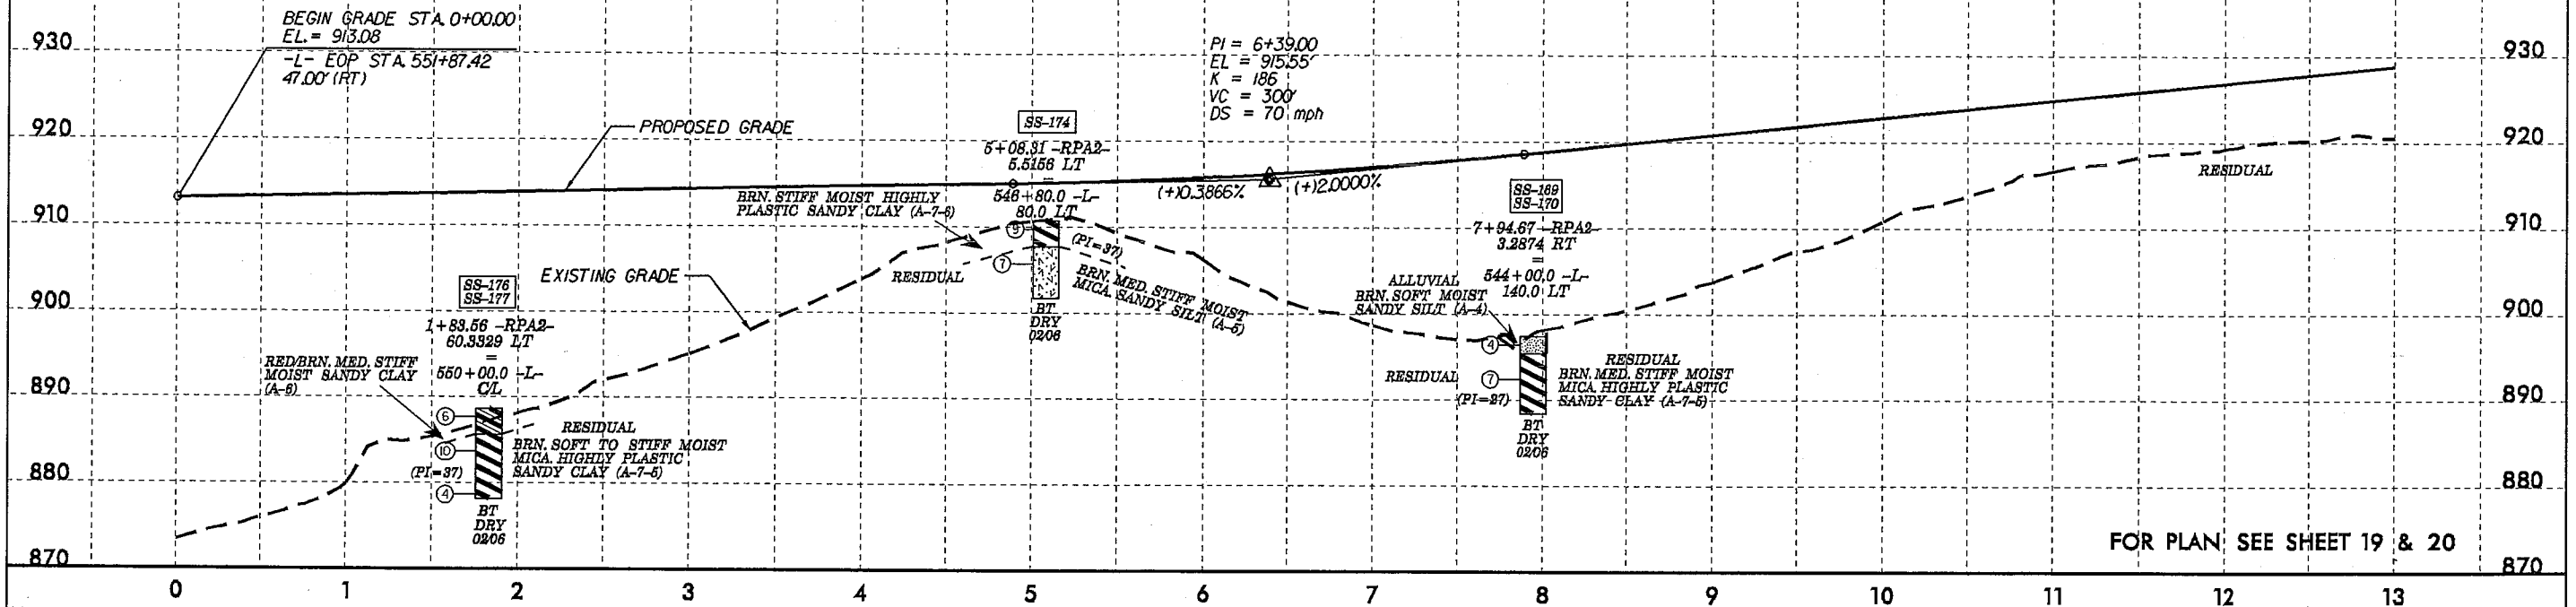 BEGIN GRADE STA. 0+00.00
EL. = 913.08
-L- EOP STA. 551+87.42
47.00' (RT)
930
930
PI = 6+39.00
EL = 915.55'
K = 186
VC = 300'
DS = 70 mph
920
920
PROPOSED GRADE
SS-174
5+08.31 -RPA2-
5.5156 LT
=
546+80.0 -L-
80.0 LT
(+)0.3866%
(+)2.0000%
RESIDUAL
SS-169
SS-170
7+94.67 -RPA2-
3.2874 RT
=
544+00.0 -L-
140.0 LT
910
910
BRN. STIFF MOIST HIGHLY
PLASTIC SANDY CLAY (A-7-6)
9
(PI=37)
7
RESIDUAL
BRN. MED. STIFF MOIST
MICA. SANDY SILT (A-5)
BT
DRY
02/06
EXISTING GRADE
900
900
SS-176
SS-177
1+83.56 -RPA2-
60.3329 LT
=
550+00.0 -L-
C/L
ALLUVIAL
BRN. SOFT MOIST
SANDY SILT (A-4)
4
RESIDUAL
7
(PI=27)
RESIDUAL
BRN. MED. STIFF MOIST
MICA. HIGHLY PLASTIC
SANDY CLAY (A-7-5)
BT
DRY
02/06
RED/BRN. MED. STIFF
MOIST SANDY CLAY
(A-6)
890
890
6
10
(PI=37)
4
RESIDUAL
BRN. SOFT TO STIFF MOIST
MICA. HIGHLY PLASTIC
SANDY CLAY (A-7-5)
BT
DRY
02/06
880
880
FOR PLAN SEE SHEET 19 & 20
870
870
0 1 2 3 4 5 6 7 8 9 10 11 12 13